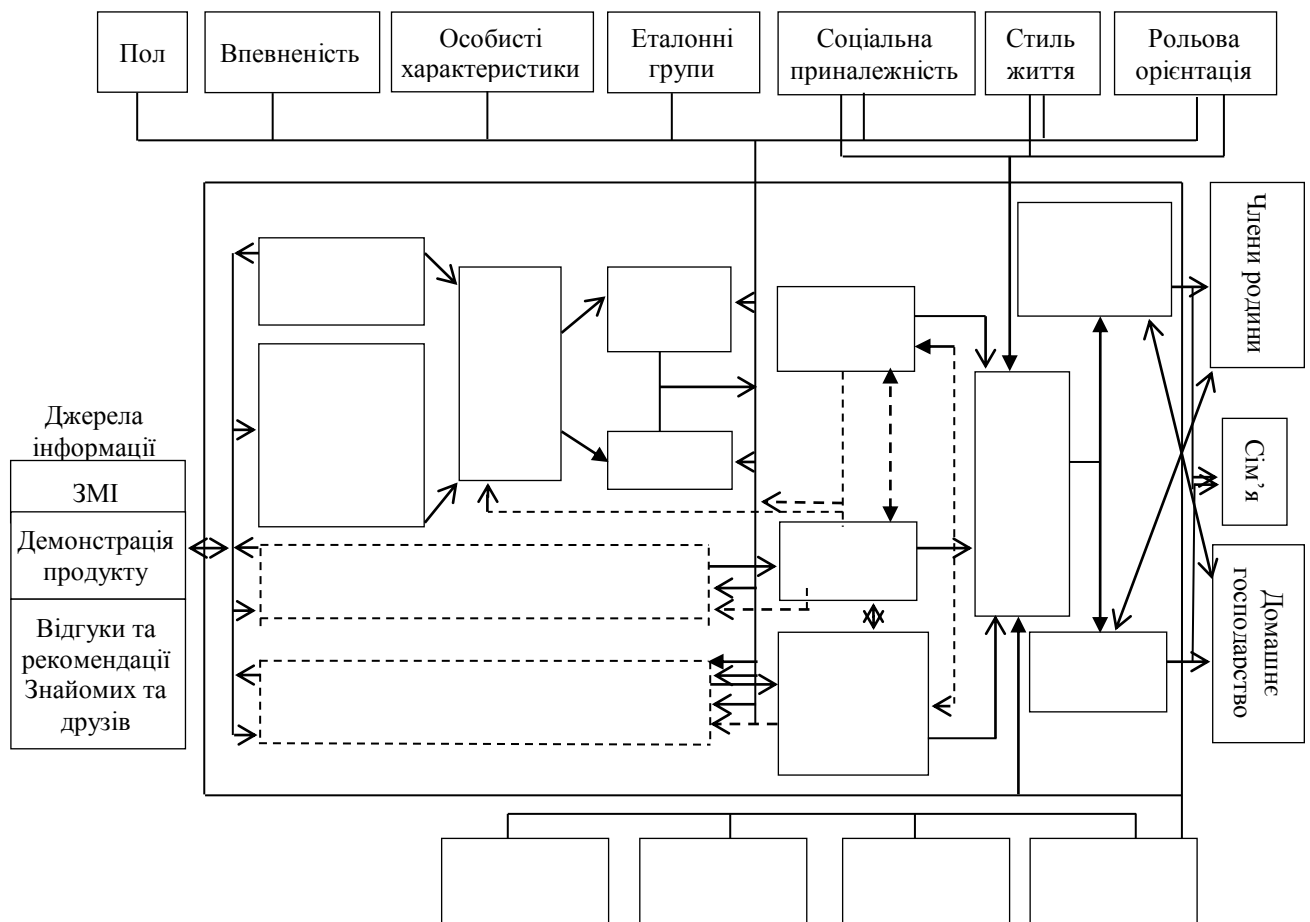 Пол
Впевненість
Особисті
характеристики
Еталонні
групи
Соціальна
приналежність
Стиль
життя
Рольова
орієнтація
Члени родини
Сім’я
Домашнє
господарство
Джерела
інформації
ЗМІ
Демонстрація
продукту
Відгуки та
рекомендації
Знайомих та
друзів